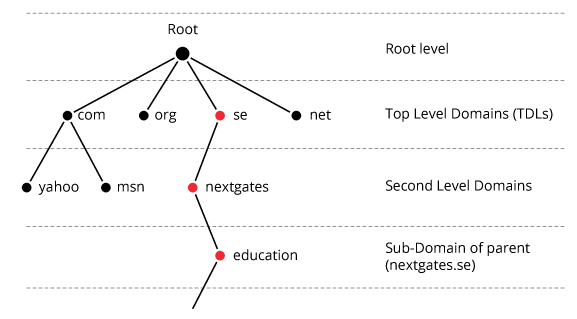 Root
Root level
com org se net Top Level Domains (TDLs)
yahoo msn nextgates Second Level Domains
education Sub-Domain of parent
(nextgates.se)